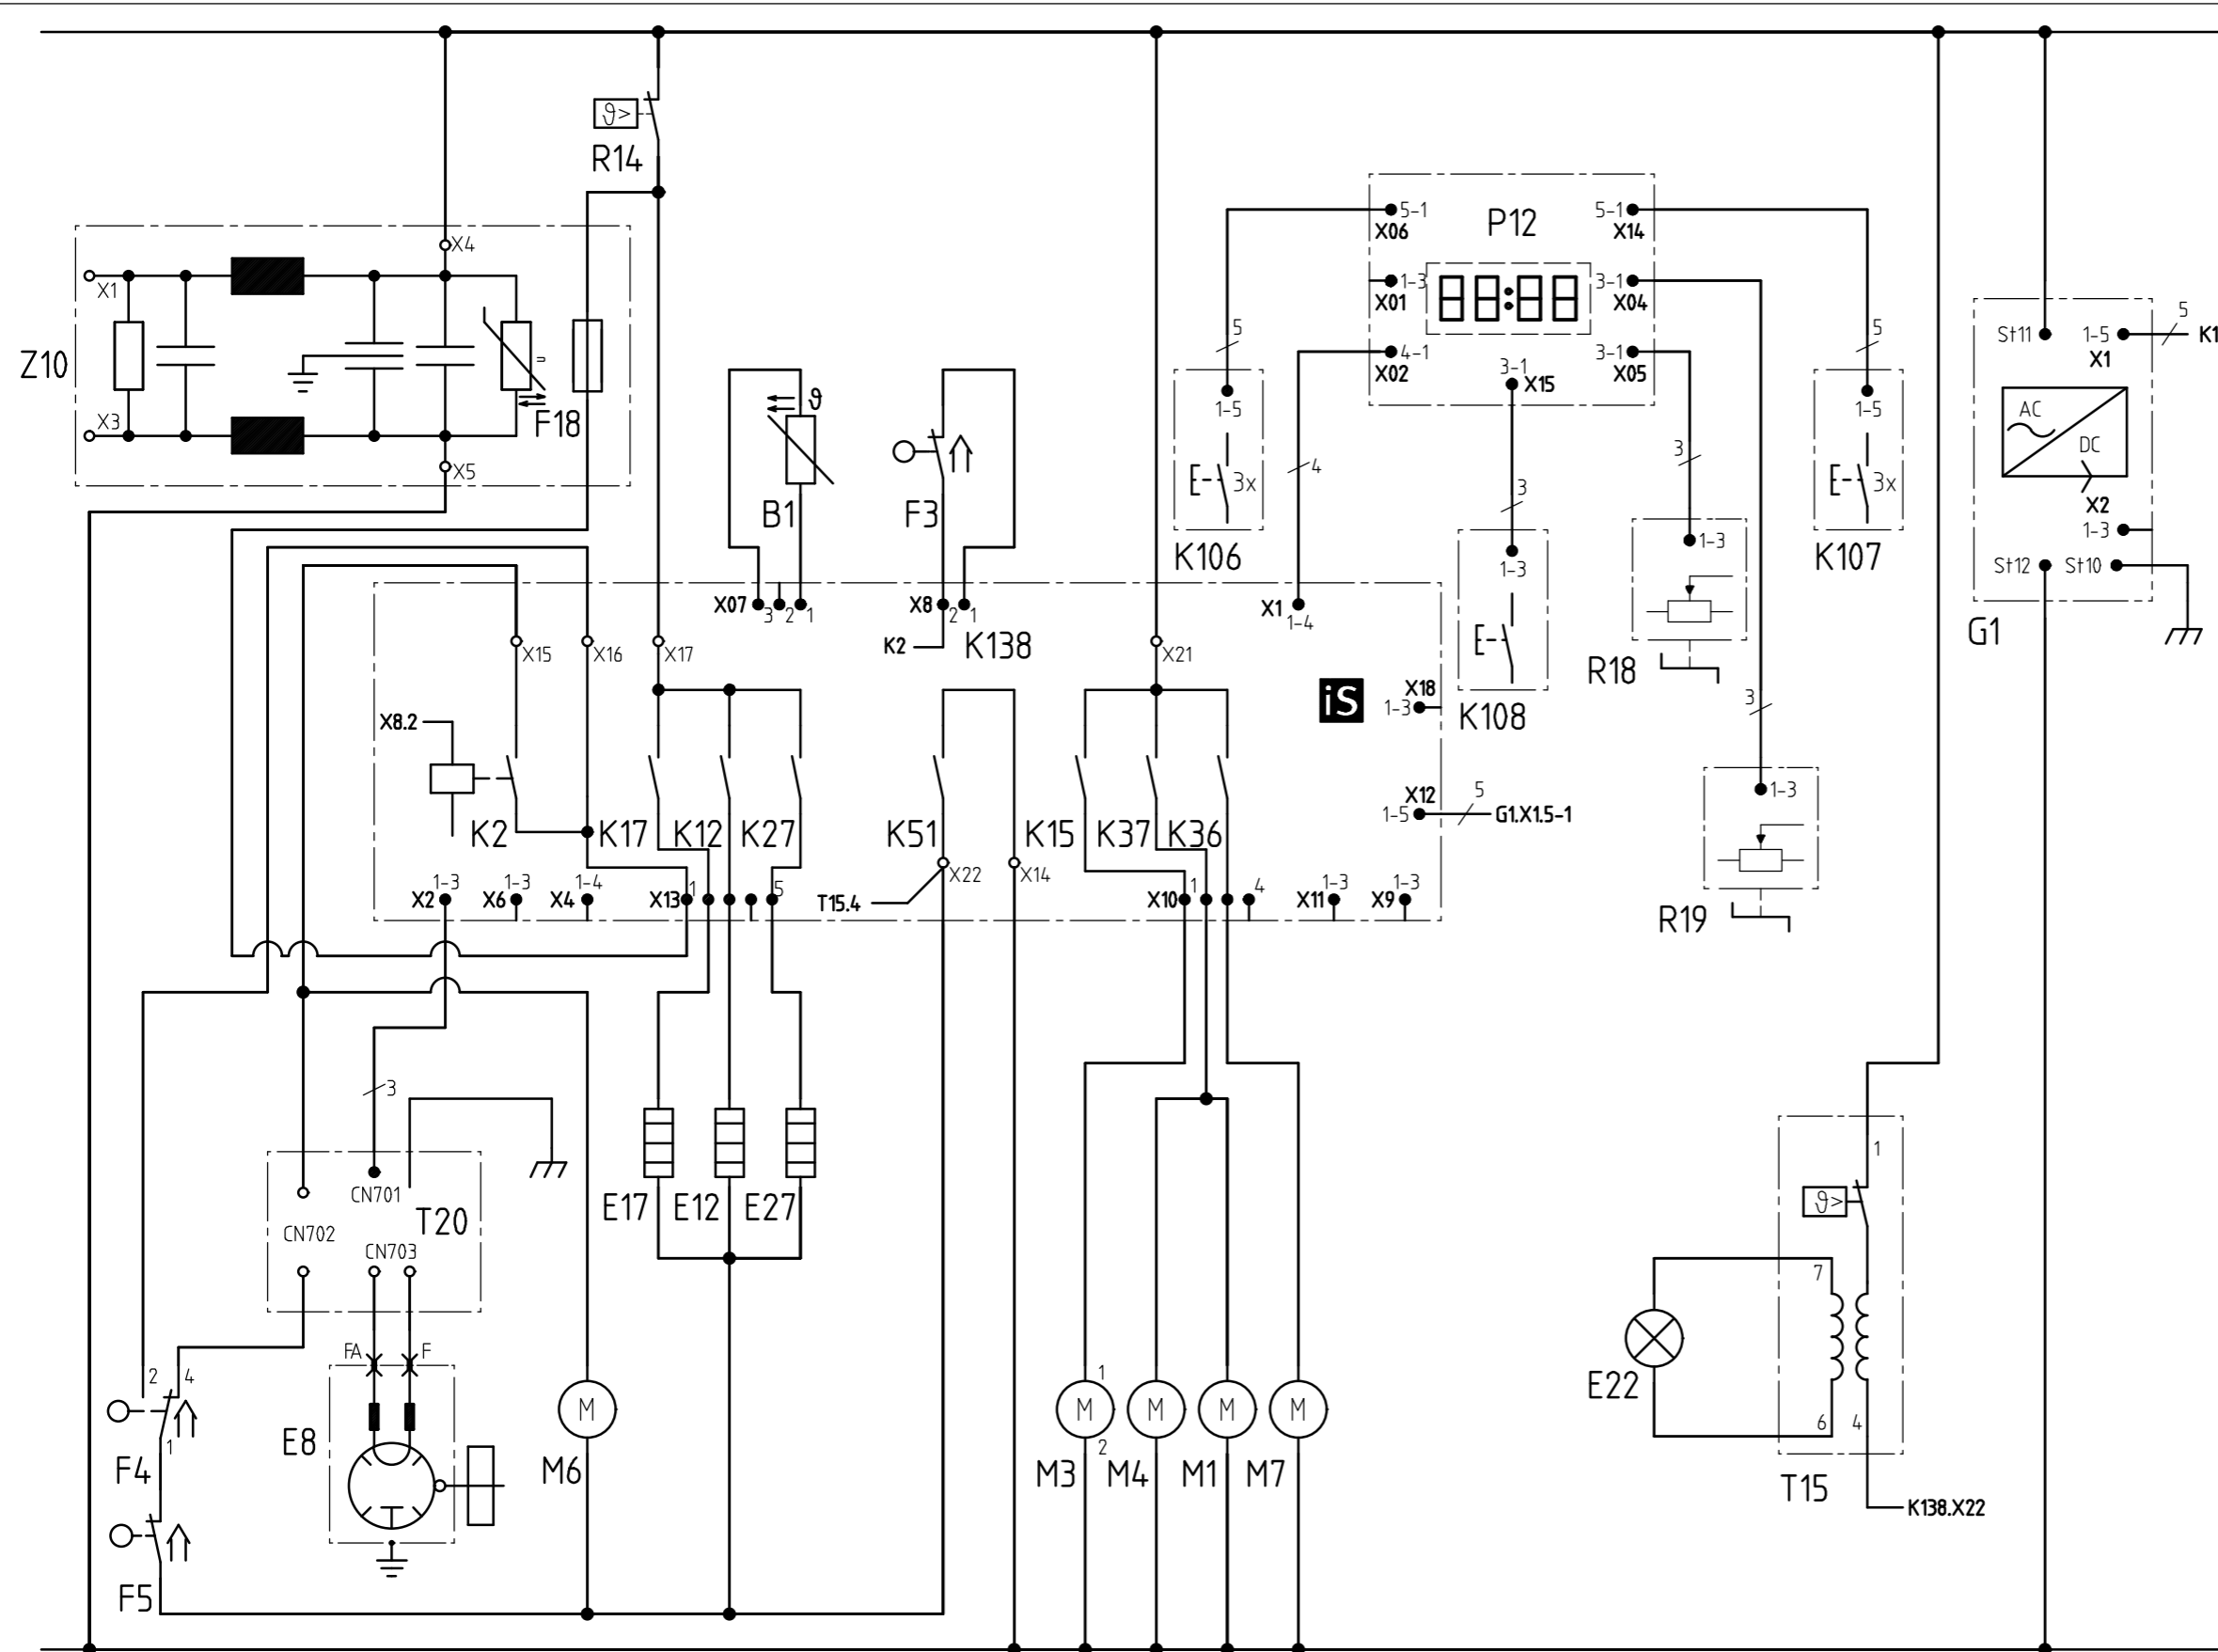 ϑ>
R14
X4
X1
Z10
X3
F18
X5
U
ϑ
B1
F3
X07
3
2
1
X8
2
1
K2
K138
X1
1-4
5-1
X06
P12
5-1
X14
1-3
X01
88:88
3-1
X04
4-1
X02
3-1
X15
3-1
X05
5
1-5
E
3x
K106
4
3
1-3
E
K108
3
1-3
R18
3
1-3
R19
5
1-5
E
3x
K107
St11
1-5
X1
5
K1
AC
DC
X2
1-3
St12
St10
G1
X15
X16
X17
X21
X8.2
iS
X18
1-3
K2
K17
K12
K27
K51
K15
K37
K36
X12
1-5
5
G1.X1.5-1
X22
X14
X2
1-3
X6
1-3
X4
1-4
X13
1
5
T15.4
X10
1
4
X11
1-3
X9
1-3
3
CN701
CN702
T20
CN703
E17
E12
E27
FA
F
2
4
1
F4
F5
E8
M
M6
1
M
2
M3
M
M4
M
M1
M
M7
1
ϑ>
7
6
4
E22
T15
K138.X22